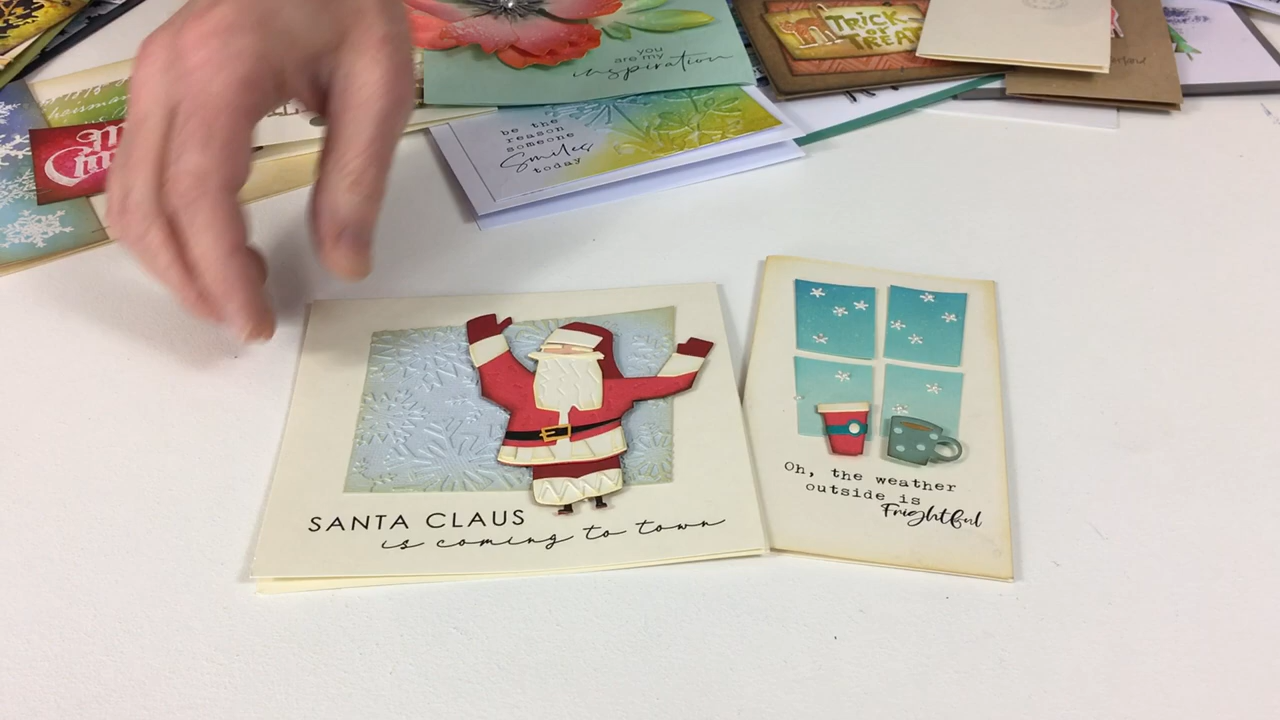 you
are my
inspiration
TRICK
or
TREAT
be the
reason
someone
Smiles
today
SANTA CLAUS
is coming to town
Oh, the weather
outside is
Frightful